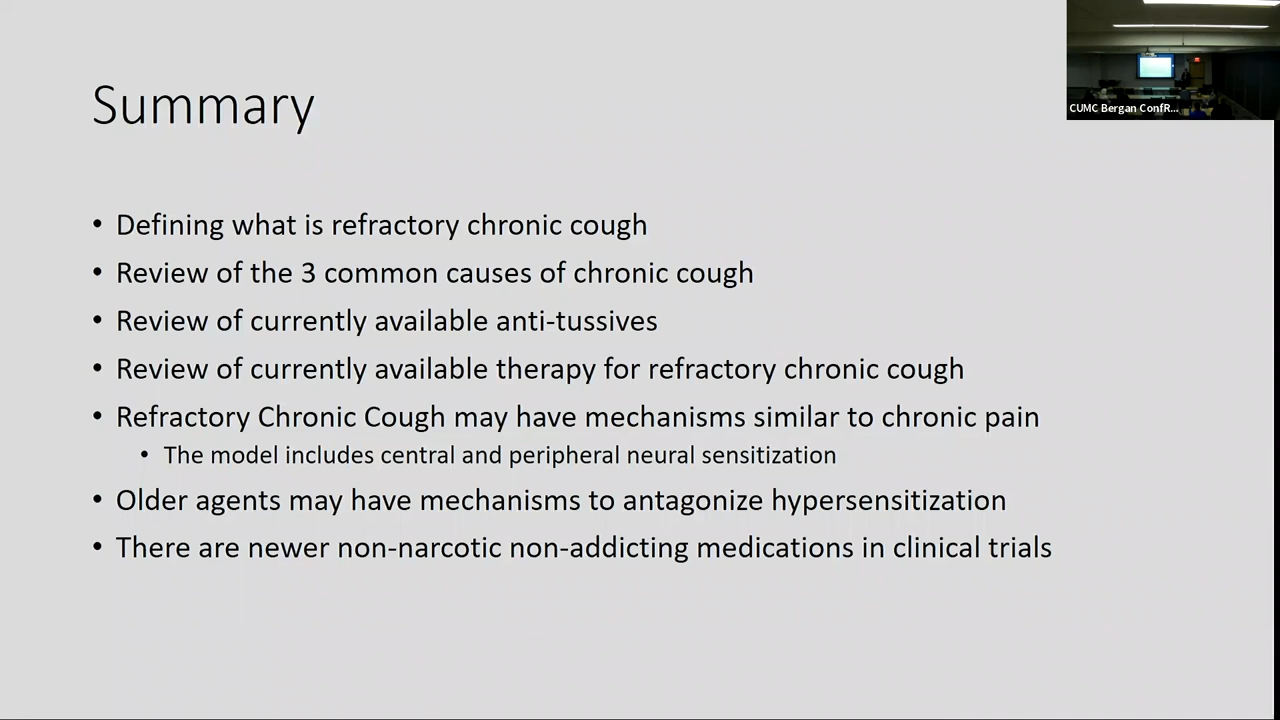 Summary
CUMC Bergan ConfR...
• Defining what is refractory chronic cough
• Review of the 3 common causes of chronic cough
• Review of currently available anti-tussives
• Review of currently available therapy for refractory chronic cough
• Refractory Chronic Cough may have mechanisms similar to chronic pain
• The model includes central and peripheral neural sensitization
• Older agents may have mechanisms to antagonize hypersensitization
• There are newer non-narcotic non-addicting medications in clinical trials